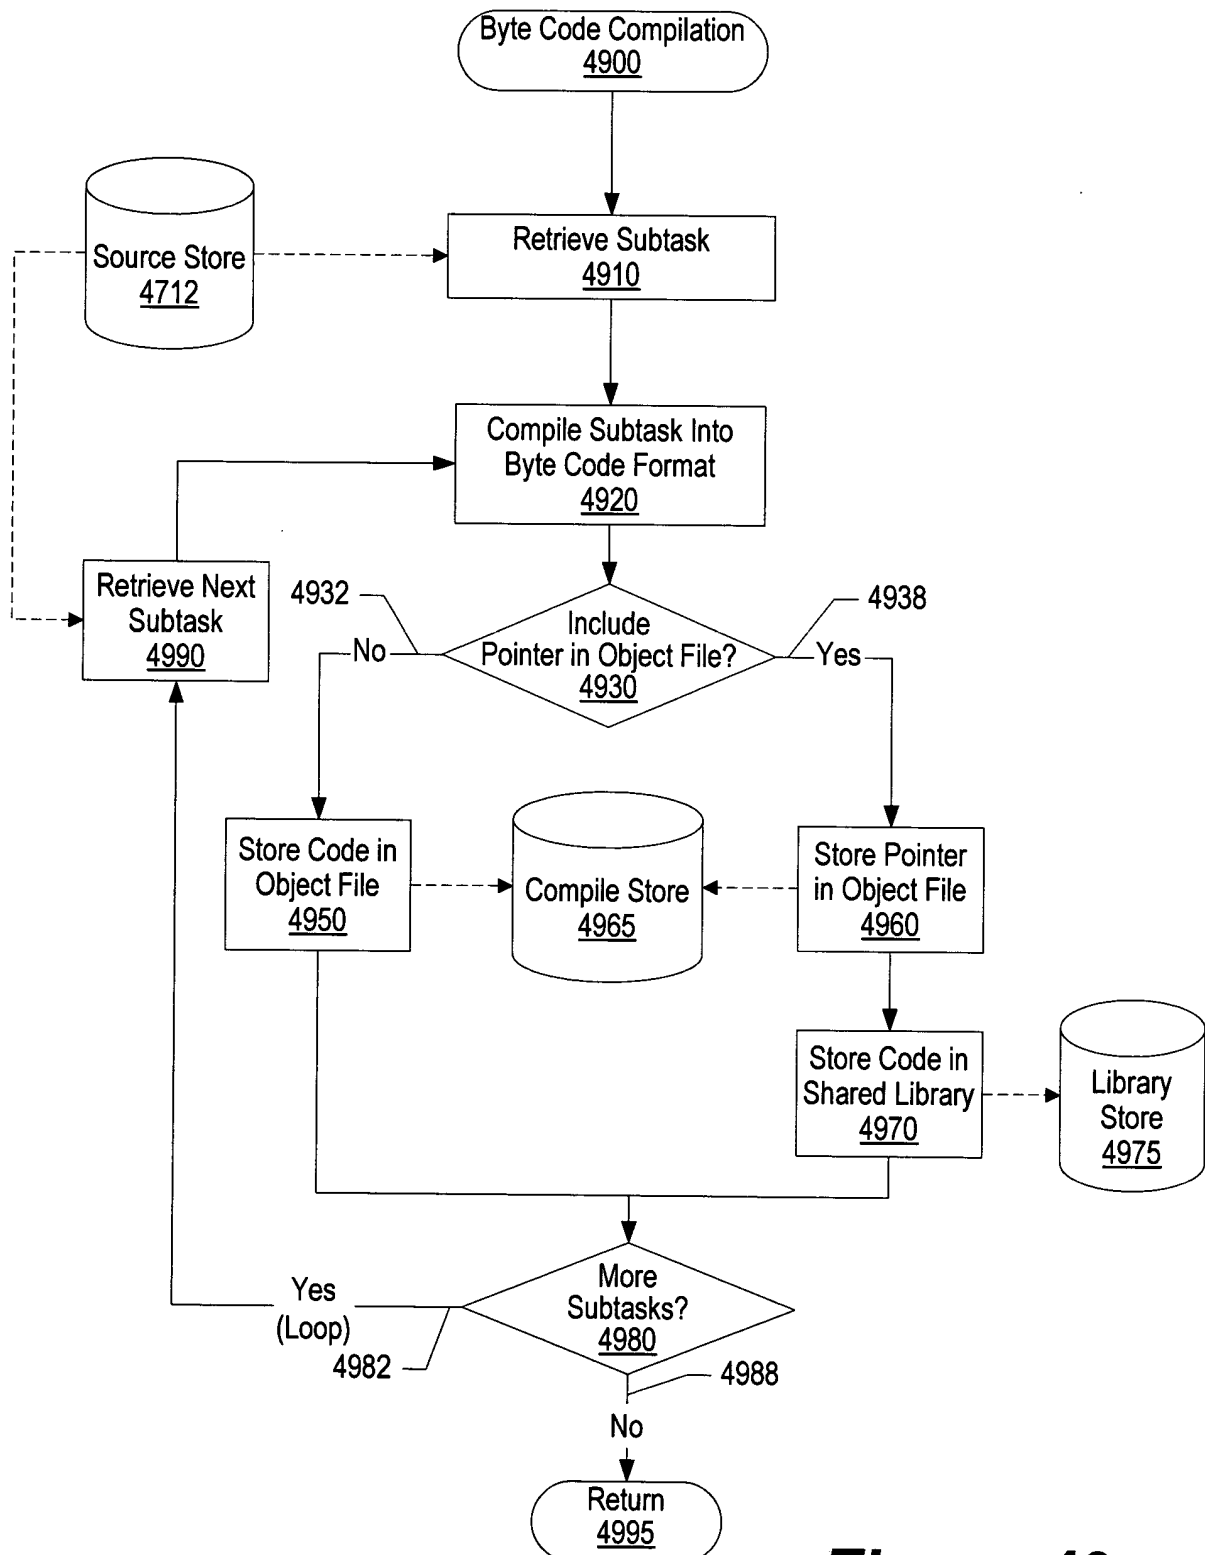 Byte Code Compilation
4900
Source Store
4712
Retrieve Subtask
4910
Compile Subtask Into
Byte Code Format
4920
Retrieve Next
Subtask
4990
4932
4938
No
Include
Pointer in Object File?
4930
Yes
Store Code in
Object File
4950
Compile Store
4965
Store Pointer
in Object File
4960
Store Code in
Shared Library
4970
Library
Store
4975
Yes
(Loop)
4982
More
Subtasks?
4980
4988
No
Return
4995